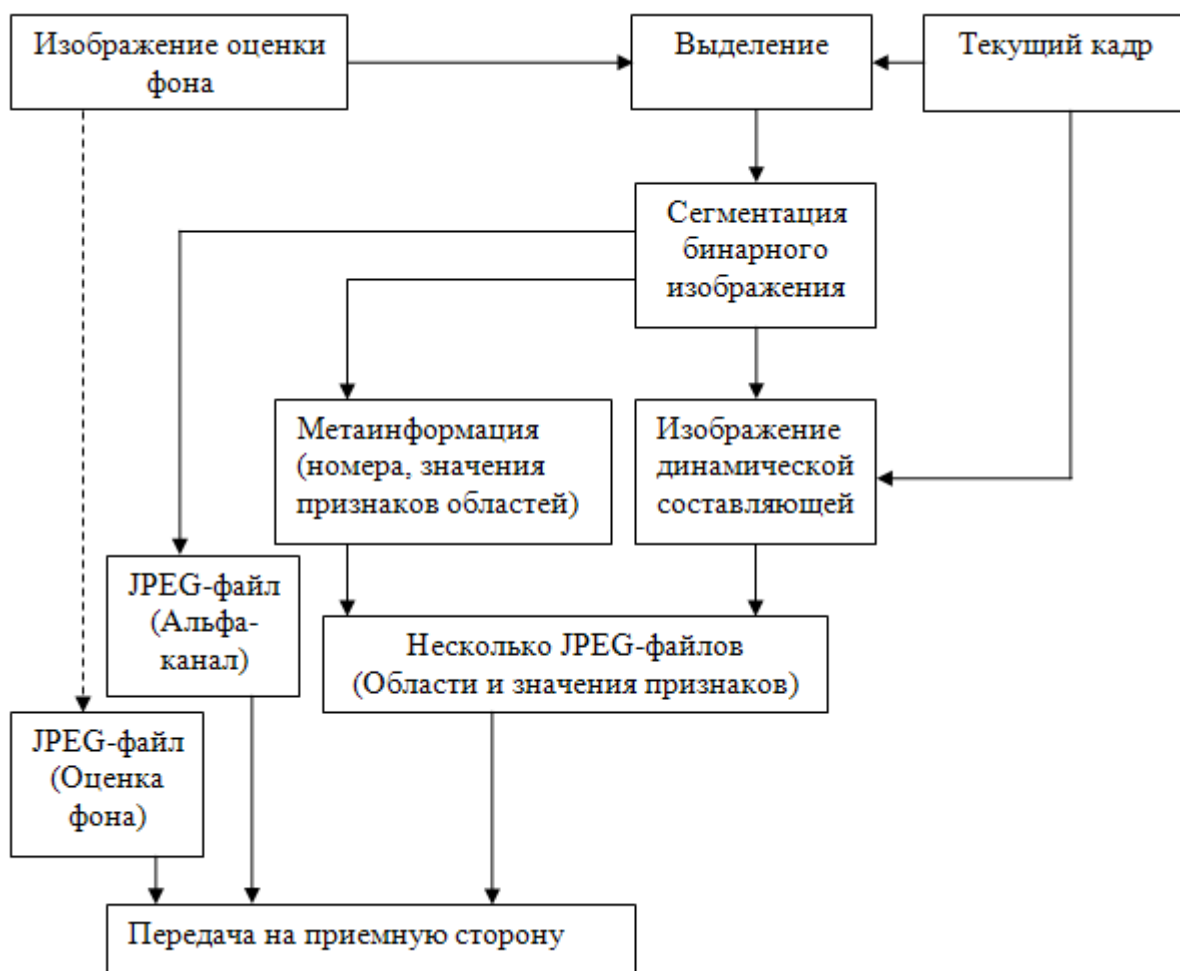 Изображение оценки
фона
Выделение
Текущий кадр
Сегментация
бинарного
изображения
Метаинформация
(номера, значения
признаков областей)
Изображение
динамической
составляющей
JPEG-файл
(Альфа-
канал)
Несколько JPEG-файлов
(Области и значения признаков)
JPEG-файл
(Оценка
фона)
Передача на приемную сторону